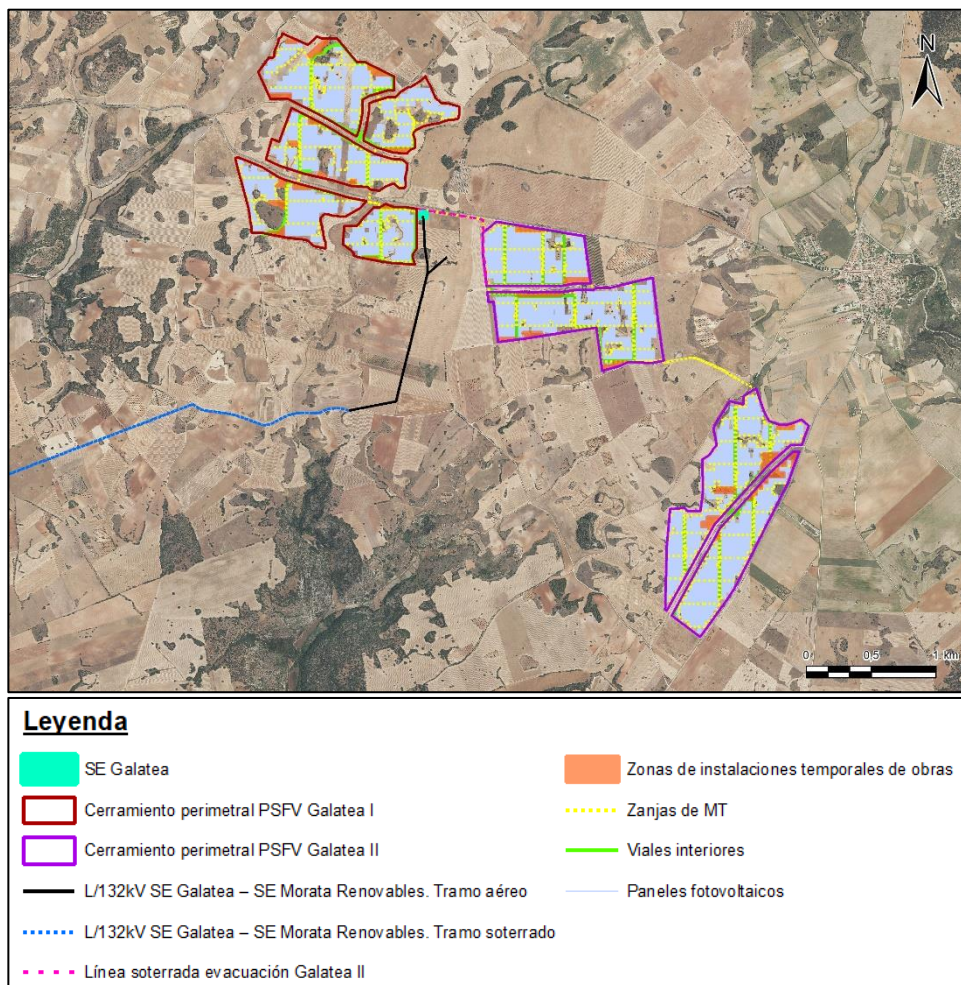 N
0 0,5 1 km
Leyenda
SE Galatea
Cerramiento perimetral PSFV Galatea I
Cerramiento perimetral PSFV Galatea II
L/132kV SE Galatea – SE Morata Renovables. Tramo aéreo
L/132kV SE Galatea – SE Morata Renovables. Tramo soterrado
Línea soterrada evacuación Galatea II
Zonas de instalaciones temporales de obras
Zanjas de MT
Viales interiores
Paneles fotovoltaicos